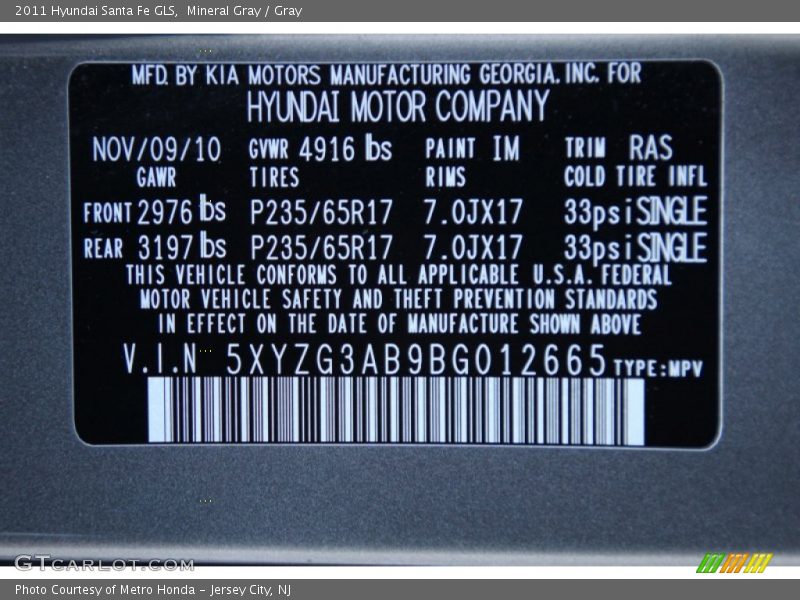 2011 Hyundai Santa Fe GLS, Mineral Gray / Gray
MFD. BY KIA MOTORS MANUFACTURING GEORGIA. INC. FOR
HYUNDAI MOTOR COMPANY
NOV/09/10 GVWR 4916 lbs PAINT IM TRIM RAS
GAWR TIRES RIMS COLD TIRE INFL
FRONT 2976 lbs P235/65R17 7.0JX17 33psi SINGLE
REAR 3197 lbs P235/65R17 7.0JX17 33psi SINGLE
THIS VEHICLE CONFORMS TO ALL APPLICABLE U.S.A. FEDERAL
MOTOR VEHICLE SAFETY AND THEFT PREVENTION STANDARDS
IN EFFECT ON THE DATE OF MANUFACTURE SHOWN ABOVE
V.I.N 5XYZG3AB9BG012665 TYPE:MPV
GTcarlot.com
Photo Courtesy of Metro Honda - Jersey City, NJ